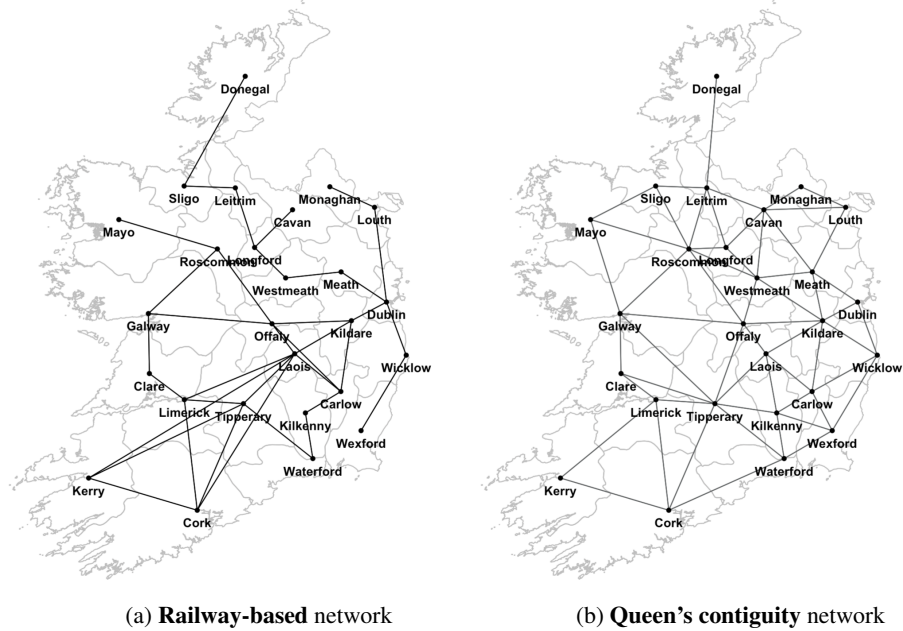 Donegal
Sligo
Leitrim
Monaghan
Cavan
Louth
Mayo
Roscommon
Longford
Westmeath
Meath
Dublin
Galway
Offaly
Kildare
Laois
Wicklow
Clare
Limerick
Tipperary
Carlow
Kilkenny
Wexford
Waterford
Kerry
Cork
(a) Railway-based network
Donegal
Sligo
Leitrim
Monaghan
Cavan
Louth
Mayo
Roscommon
Longford
Westmeath
Meath
Dublin
Galway
Offaly
Kildare
Laois
Wicklow
Clare
Limerick
Tipperary
Carlow
Kilkenny
Wexford
Waterford
Kerry
Cork
(b) Queen's contiguity network